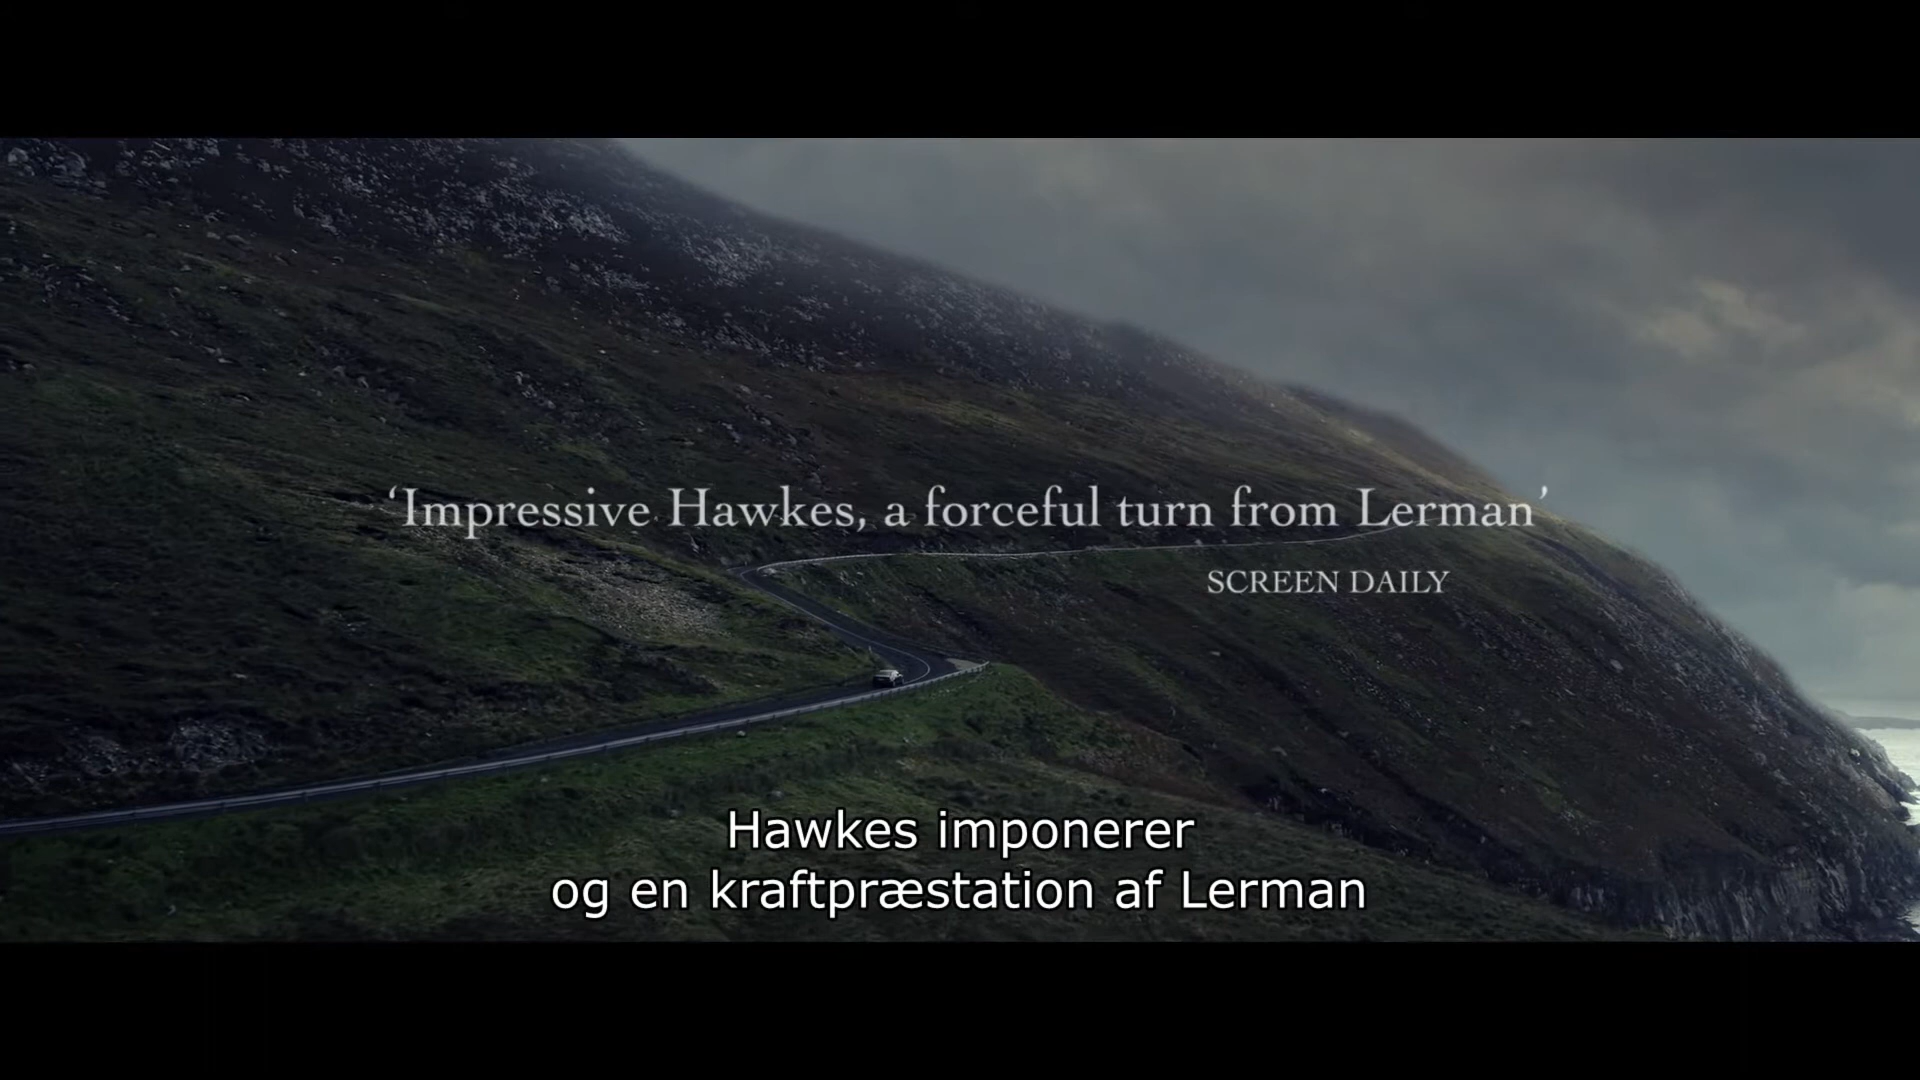 ‘Impressive Hawkes, a forceful turn from Lerman’
SCREEN DAILY
Hawkes imponerer
og en kraftpræstation af Lerman